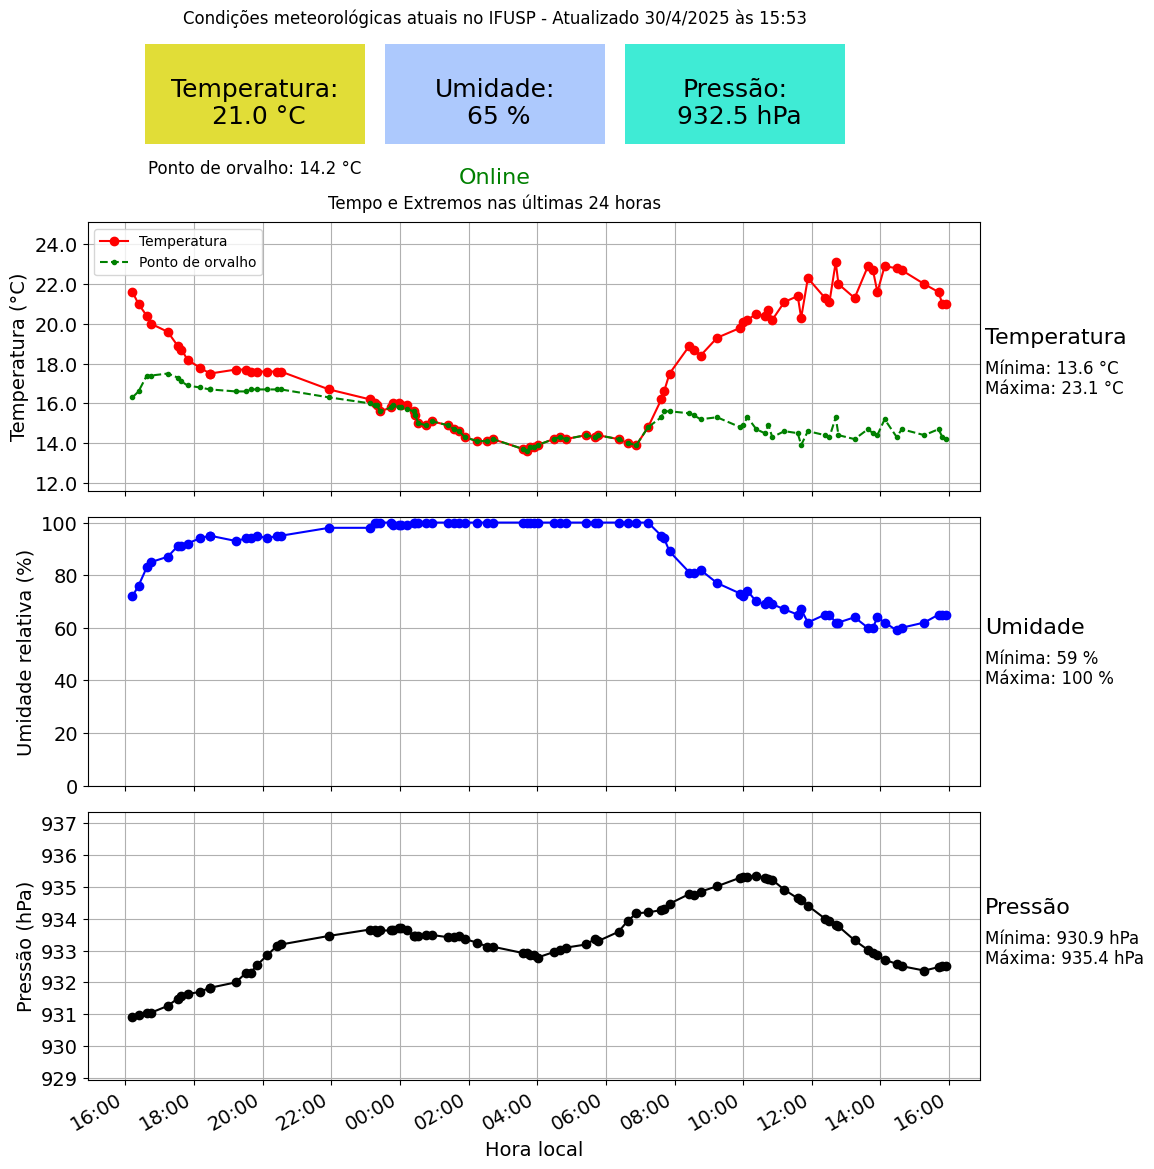 Condições meteorológicas atuais no IFUSP - Atualizado 30/4/2025 às 15:53
Temperatura:
21.0 °C
Umidade:
65 %
Pressão:
932.5 hPa
Ponto de orvalho: 14.2 °C
Online
Tempo e Extremos nas últimas 24 horas
Temperatura
Ponto de orvalho
Temperatura (°C)
24.0
22.0
20.0
18.0
16.0
14.0
12.0
Temperatura
Mínima: 13.6 °C
Máxima: 23.1 °C
Umidade relativa (%)
100
80
60
40
20
0
Umidade
Mínima: 59 %
Máxima: 100 %
Pressão (hPa)
937
936
935
934
933
932
931
930
929
Pressão
Mínima: 930.9 hPa
Máxima: 935.4 hPa
16:00 18:00 20:00 22:00 00:00 02:00 04:00 06:00 08:00 10:00 12:00 14:00 16:00
Hora local